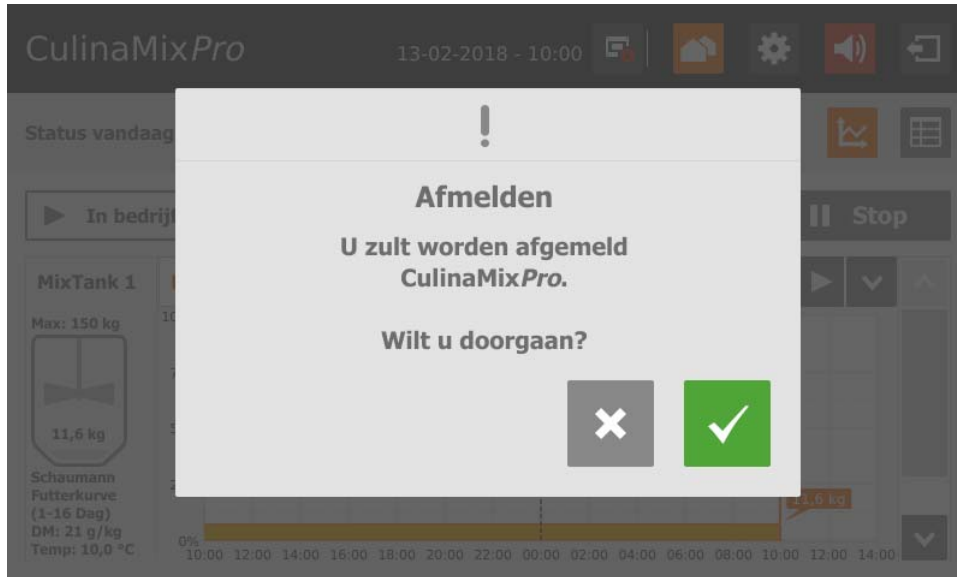 CulinaMixPro
13-02-2018 - 10:00
Status vandaag
!
Afmelden
U zult worden afgemeld
CulinaMixPro.
Wilt u doorgaan?
In bedrijf
Stop
MixTank 1
Max: 150 kg
11,6 kg
Schaumann
Futterkurve
(1-16 Dag)
DM: 21 g/kg
Temp: 10,0 °C
11,6 kg
0%
10:00 12:00 14:00 16:00 18:00 20:00 22:00 00:00 02:00 04:00 06:00 08:00 10:00 12:00 14:00